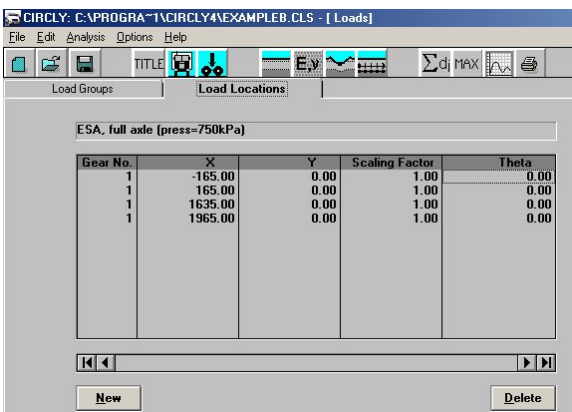 CIRCLY: C:\PROGRA~1\CIRCLY4\EXAMPLEB.CLS - [ Loads]
File Edit Analysis Options Help
TITLE E,ν Σdi MAX
Load Groups Load Locations
ESA, full axle (press=750kPa)
Gear No. X Y Scaling Factor Theta
1 -165.00 0.00 1.00 0.00
1 165.00 0.00 1.00 0.00
1 1635.00 0.00 1.00 0.00
1 1965.00 0.00 1.00 0.00
New Delete